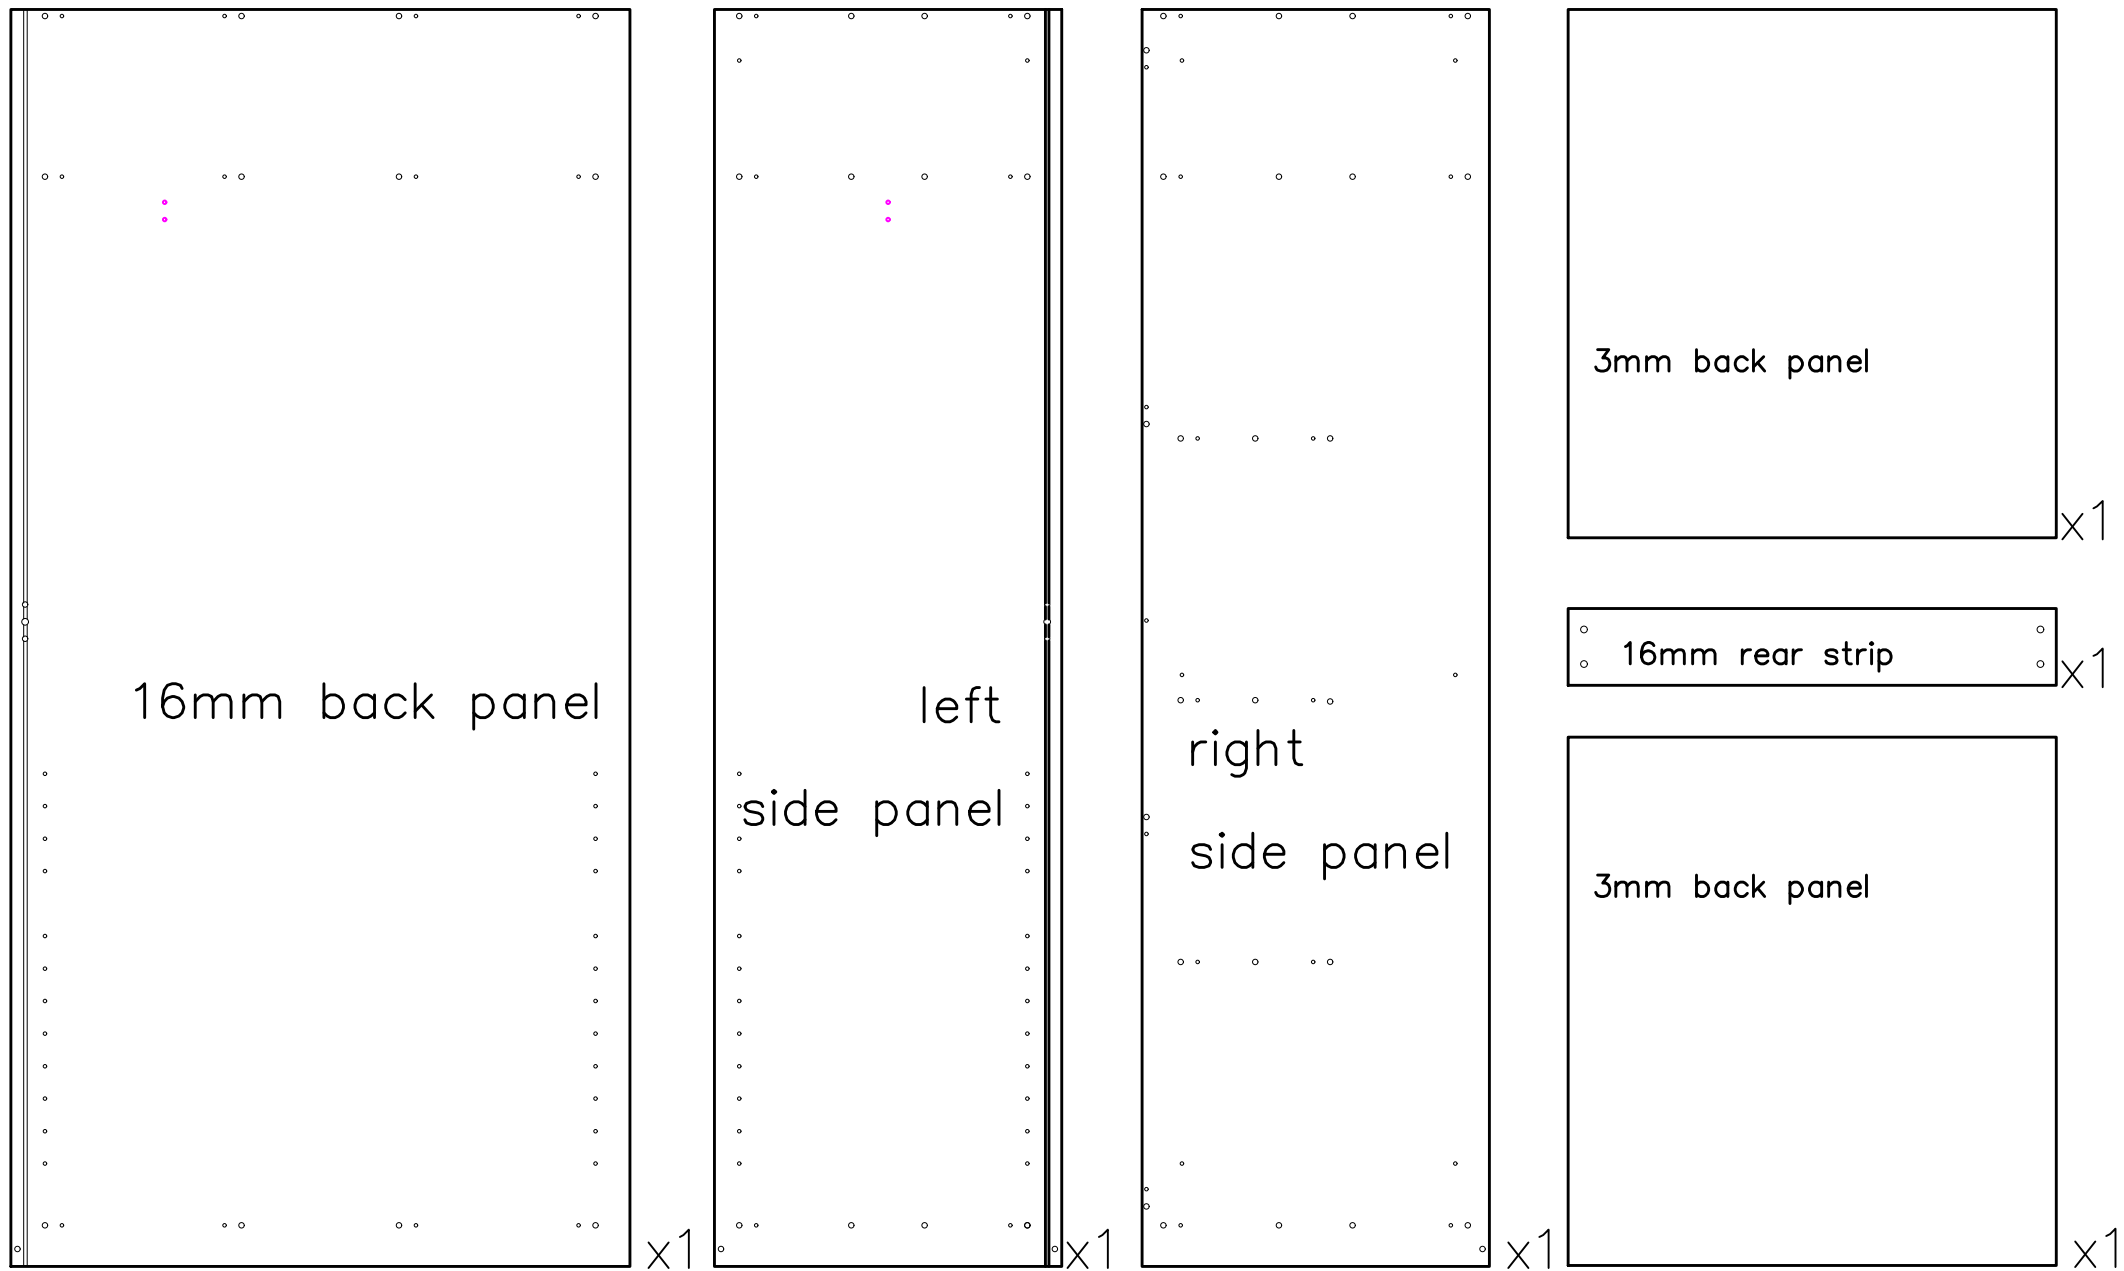 16mm back panel
x1
left
side panel
x1
right
side panel
x1
3mm back panel
x1
16mm rear strip
x1
3mm back panel
x1